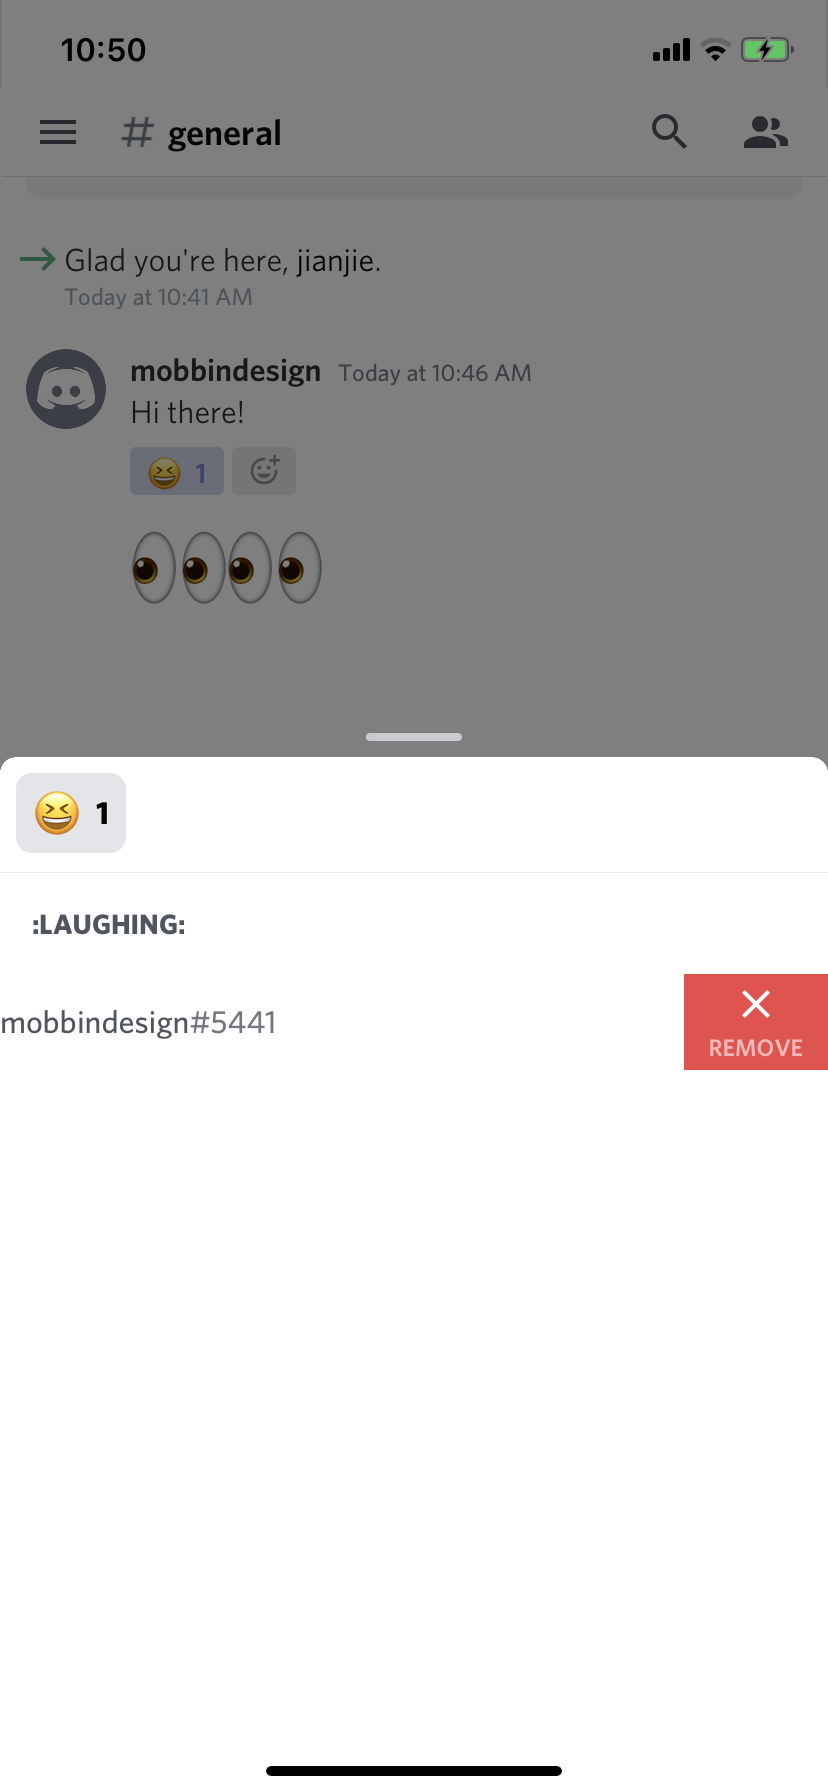 10:50
# general
Glad you're here, jianjie.
Today at 10:41 AM
mobbindesign Today at 10:46 AM
Hi there!
1
1
:LAUGHING:
mobbindesign#5441
REMOVE